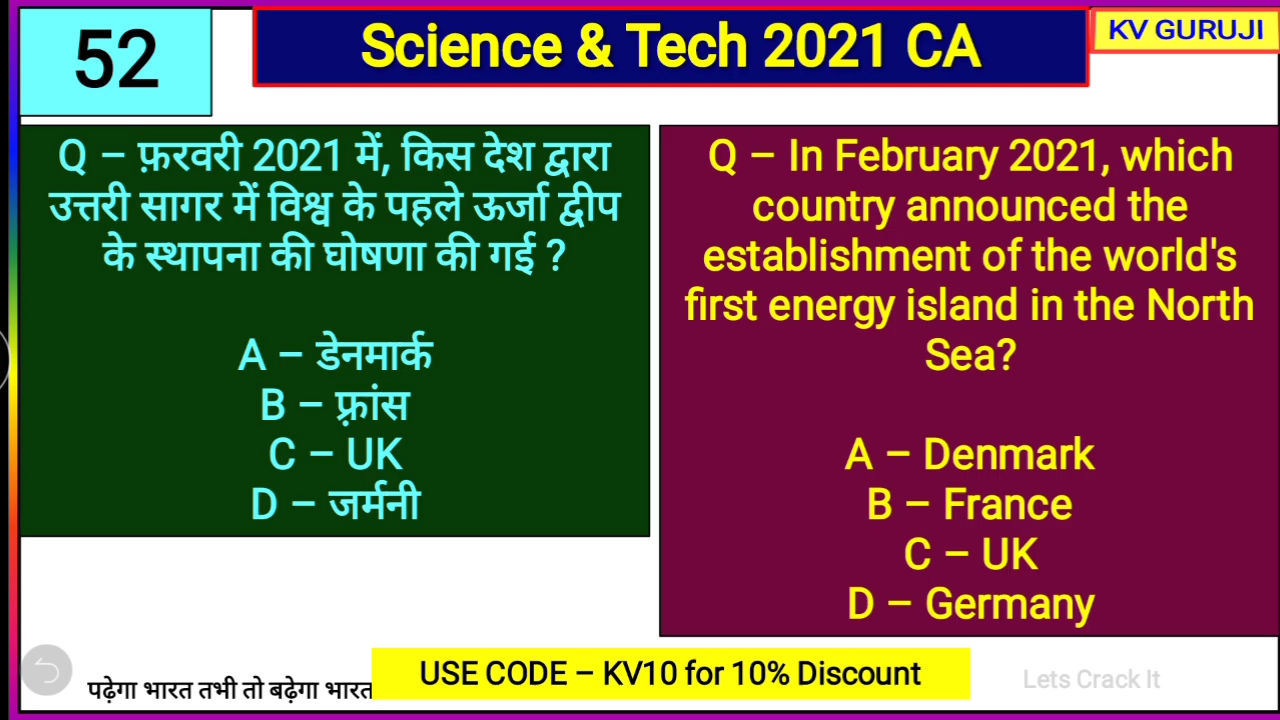 52
Science & Tech 2021 CA
KV GURUJI
Q – फ़रवरी 2021 में, किस देश द्वारा
उत्तरी सागर में विश्व के पहले ऊर्जा द्वीप
के स्थापना की घोषणा की गई ?
A – डेनमार्क
B – फ़्रांस
C – UK
D – जर्मनी
Q – In February 2021, which
country announced the
establishment of the world's
first energy island in the North
Sea?
A – Denmark
B – France
C – UK
D – Germany
पढ़ेगा भारत तभी तो बढ़ेगा भारत
USE CODE – KV10 for 10% Discount
Lets Crack It